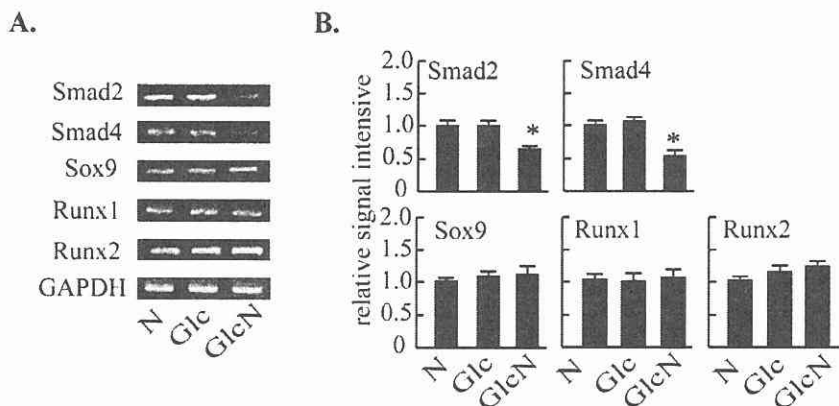 A.
Smad2
Smad4
Sox9
Runx1
Runx2
GAPDH
N Glc GlcN
B.
relative signal intensive
2.0
1.5
1.0
0.5
0
Smad2
*
Smad4
*
2.0
1.5
1.0
0.5
0
Sox9
Runx1
Runx2
N Glc GlcN
N Glc GlcN
N Glc GlcN